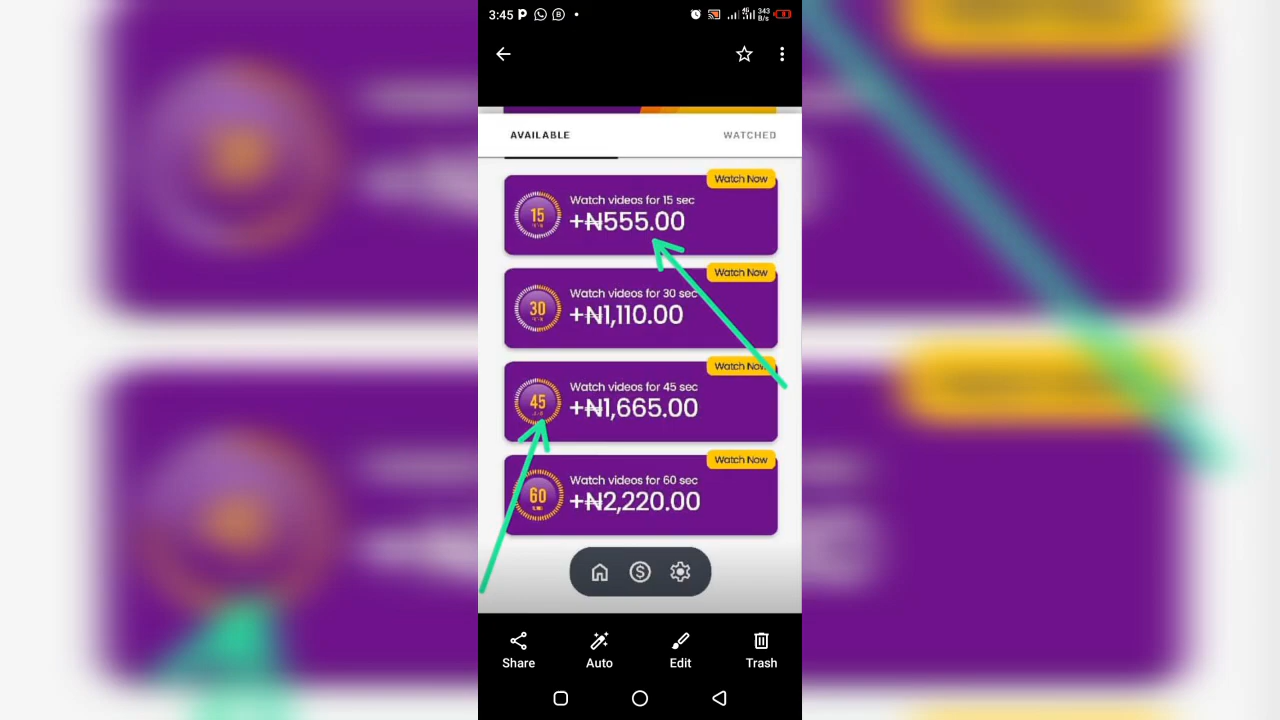 3:45
4G
343
B/s
AVAILABLE
WATCHED
Watch Now
15
Watch videos for 15 sec
+₦555.00
Watch Now
30
Watch videos for 30 sec
+₦1,110.00
Watch Now
45
Watch videos for 45 sec
+₦1,665.00
Watch Now
60
Watch videos for 60 sec
+₦2,220.00
Share
Auto
Edit
Trash